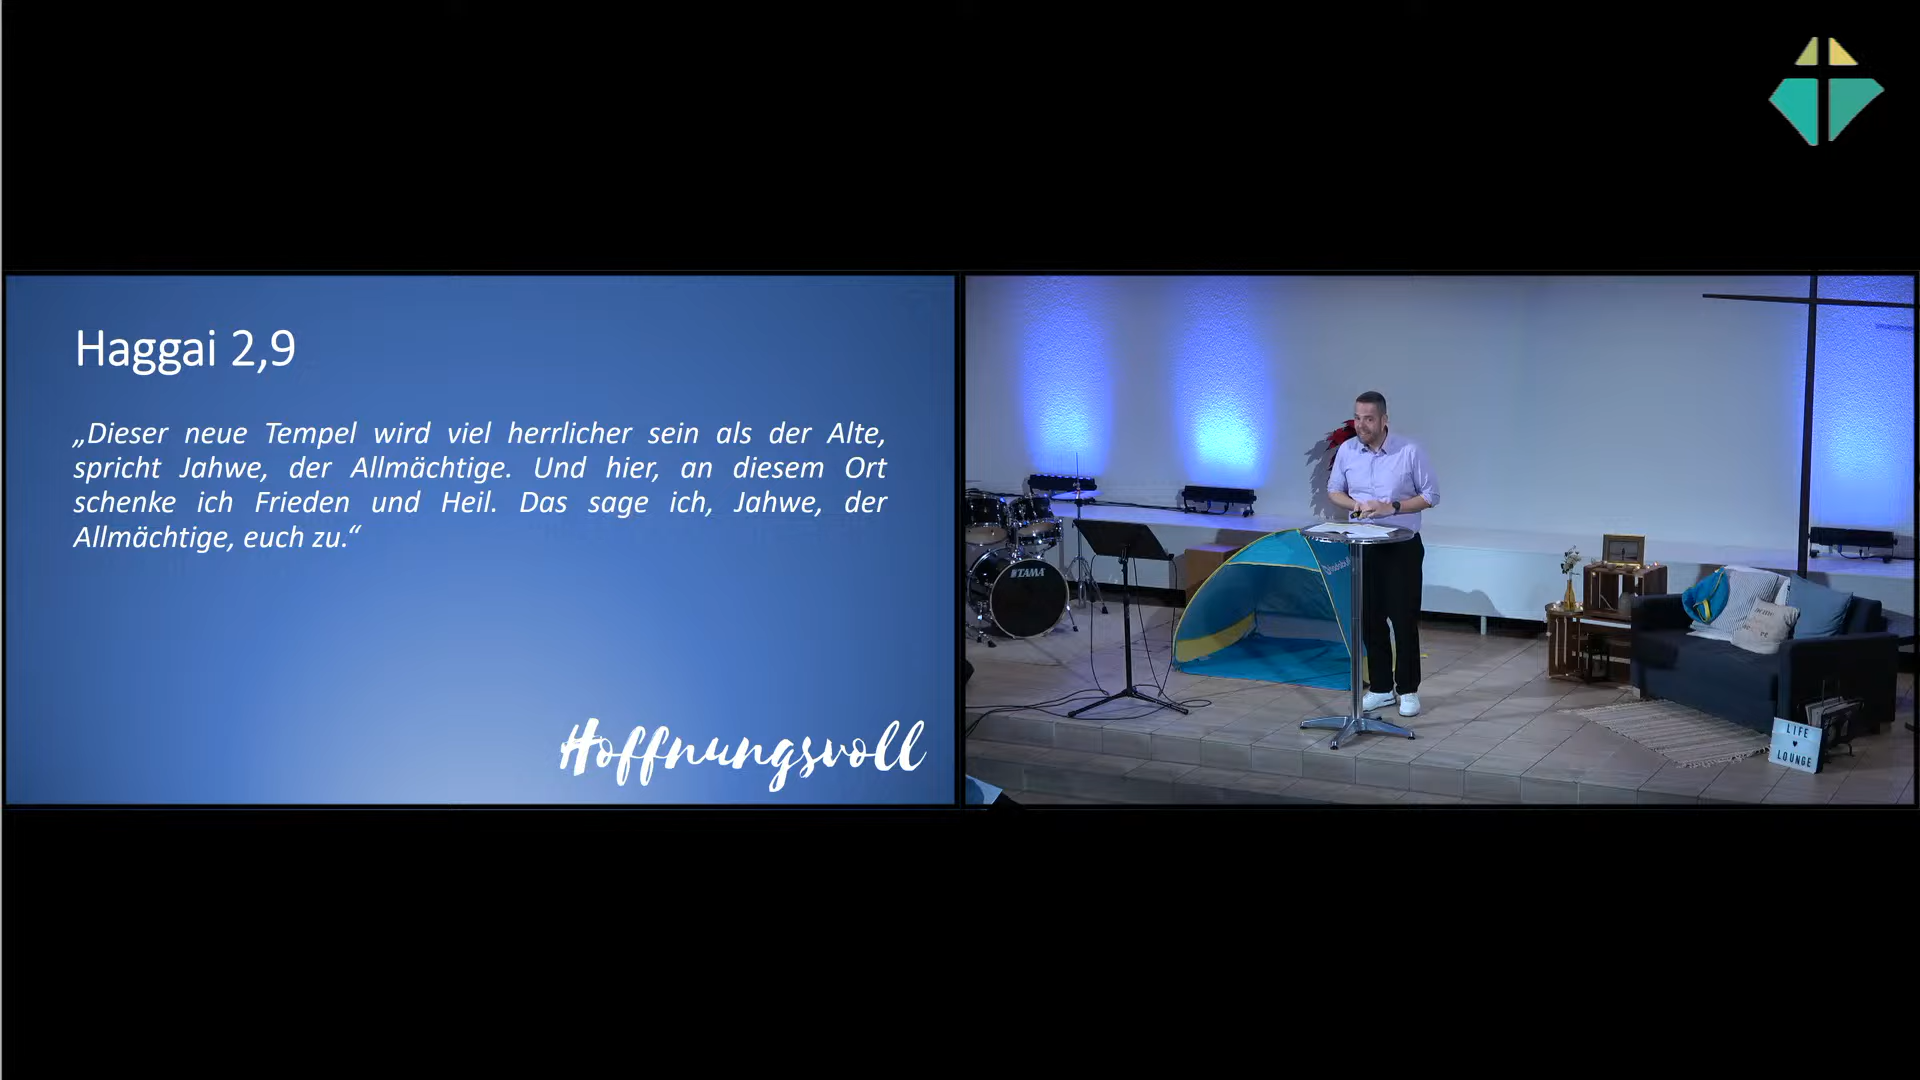 Haggai 2,9
„Dieser neue Tempel wird viel herrlicher sein als der Alte,
spricht Jahwe, der Allmächtige. Und hier, an diesem Ort
schenke ich Frieden und Heil. Das sage ich, Jahwe, der
Allmächtige, euch zu.“
Hoffnungsvoll
TAMA
LIFE
♥
LOUNGE